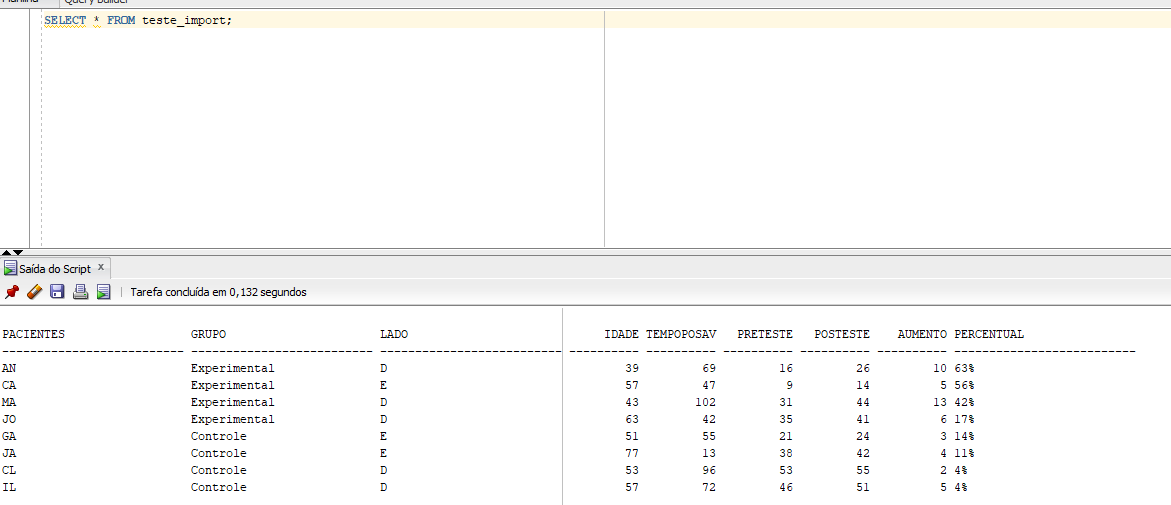 Query Builder
SELECT * FROM teste_import;
Saída do Script x
Tarefa concluída em 0,132 segundos
PACIENTES GRUPO LADO IDADE TEMPOPOSAV PRETESTE POSTESTE AUMENTO PERCENTUAL
AN Experimental D 39 69 16 26 10 63%
CA Experimental E 57 47 9 14 5 56%
MA Experimental D 43 102 31 44 13 42%
JO Experimental D 63 42 35 41 6 17%
GA Controle E 51 55 21 24 3 14%
JA Controle E 77 13 38 42 4 11%
CL Controle D 53 96 53 55 2 4%
IL Controle D 57 72 46 51 5 4%